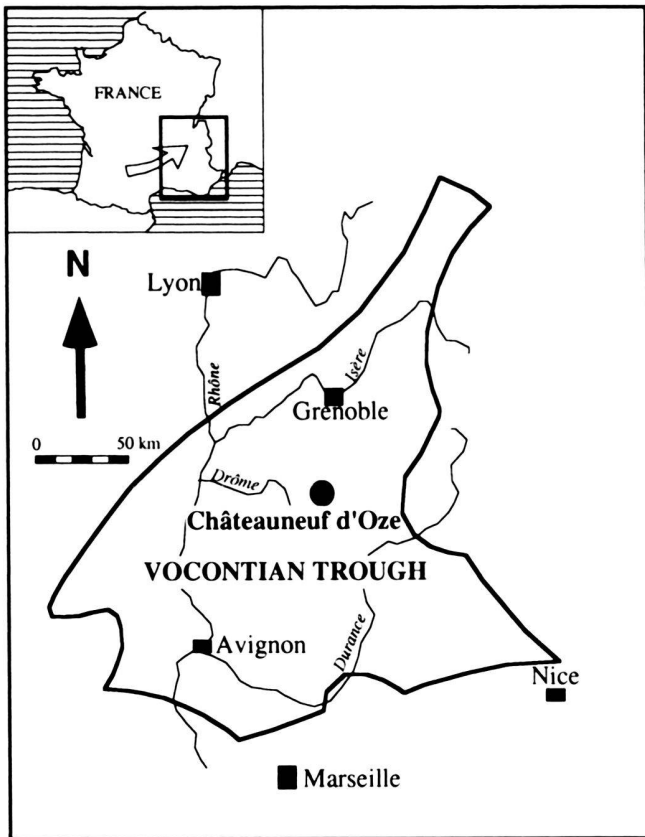 FRANCE
N
Lyon
Rhône
Isère
Grenoble
0 50 km
Drôme
Châteauneuf d'Oze
VOCONTIAN TROUGH
Avignon
Durance
Nice
Marseille